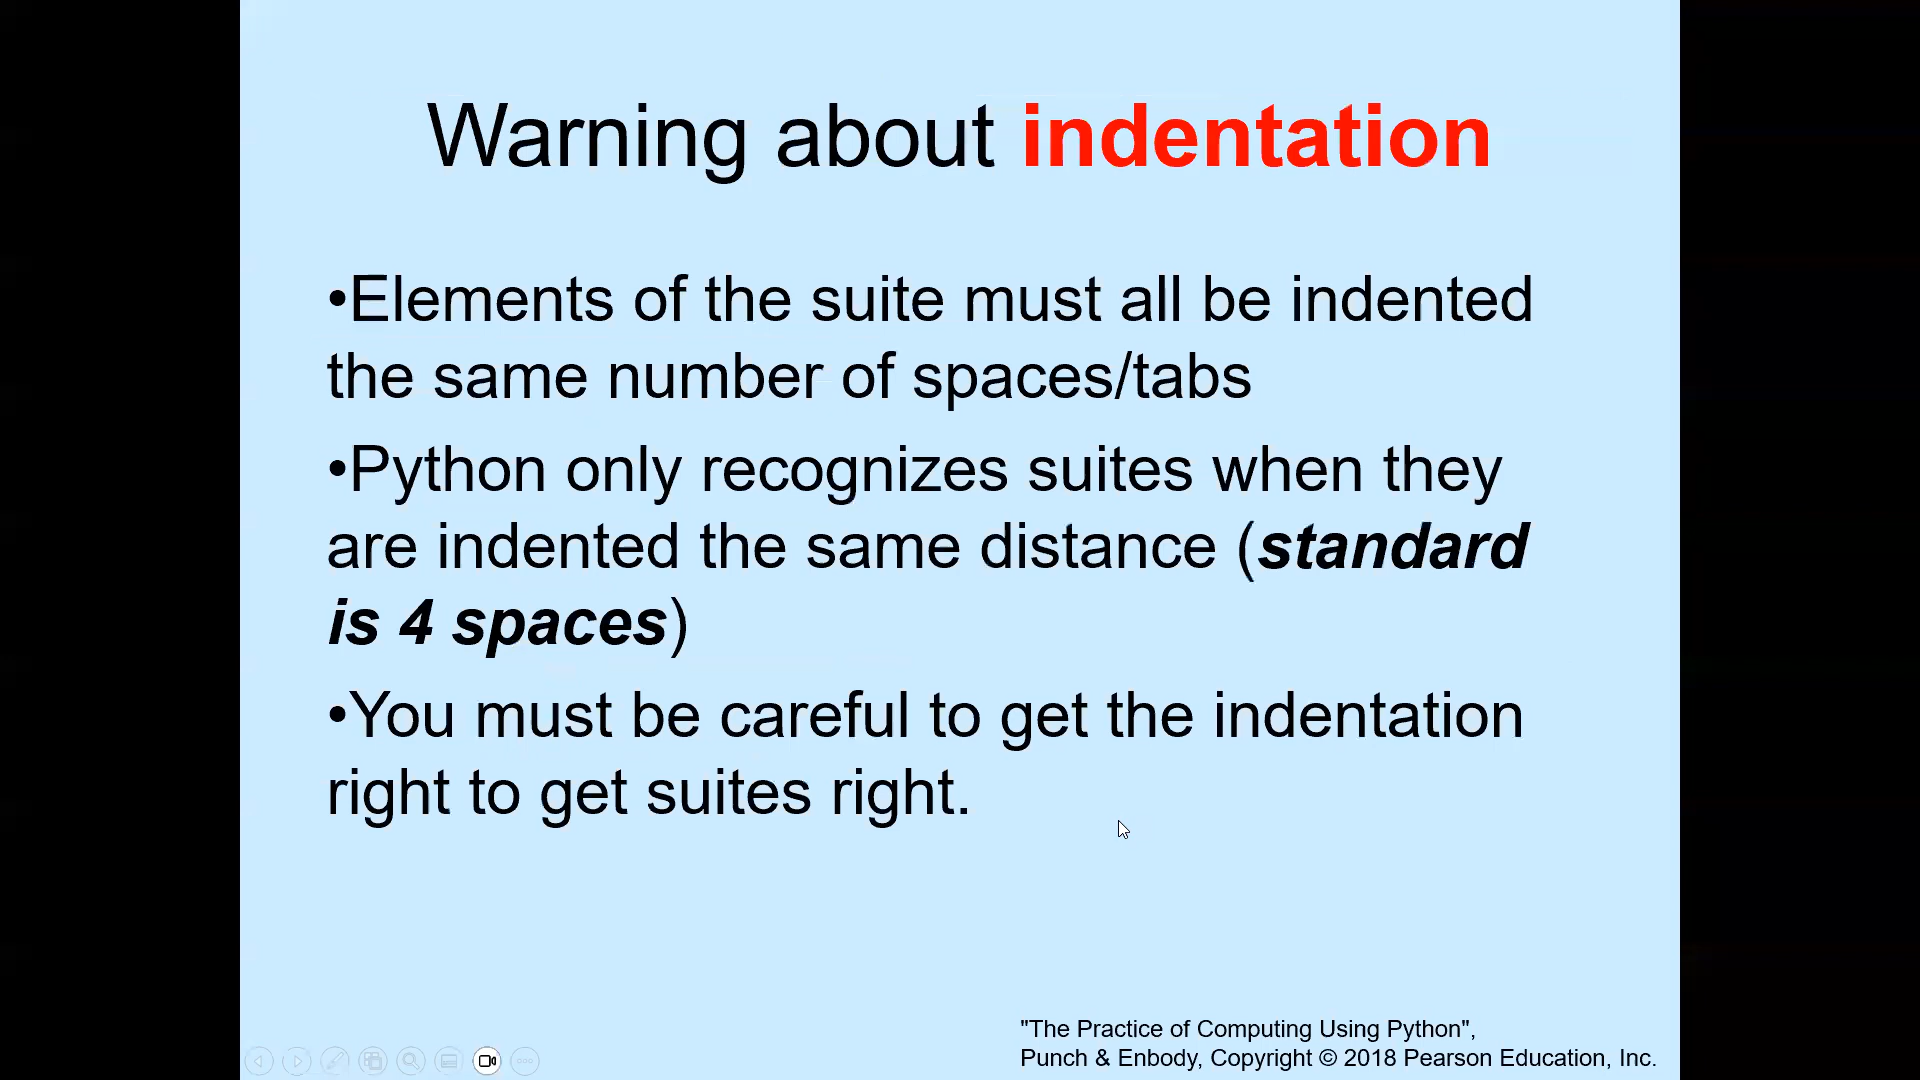 Warning about indentation
•Elements of the suite must all be indented
the same number of spaces/tabs
•Python only recognizes suites when they
are indented the same distance (standard
is 4 spaces)
•You must be careful to get the indentation
right to get suites right.
"The Practice of Computing Using Python",
Punch & Enbody, Copyright © 2018 Pearson Education, Inc.